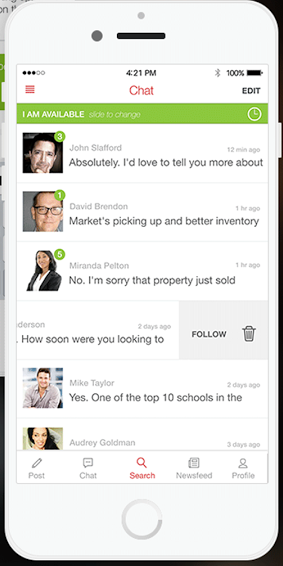 4:21 PM
100%
Chat
EDIT
I AM AVAILABLE slide to change
3
John Slafford
12 min ago
Absolutely. I'd love to tell you more about
1
David Brendon
1 hr ago
Market's picking up and better inventory
5
Miranda Pelton
1 hr ago
No. I'm sorry that property just sold
derson
2 days ago
. How soon were you looking to
FOLLOW
Mike Taylor
2 days ago
Yes. One of the top 10 schools in the
Audrey Goldman
3 days ago
Post
Chat
Search
Newsfeed
Profile